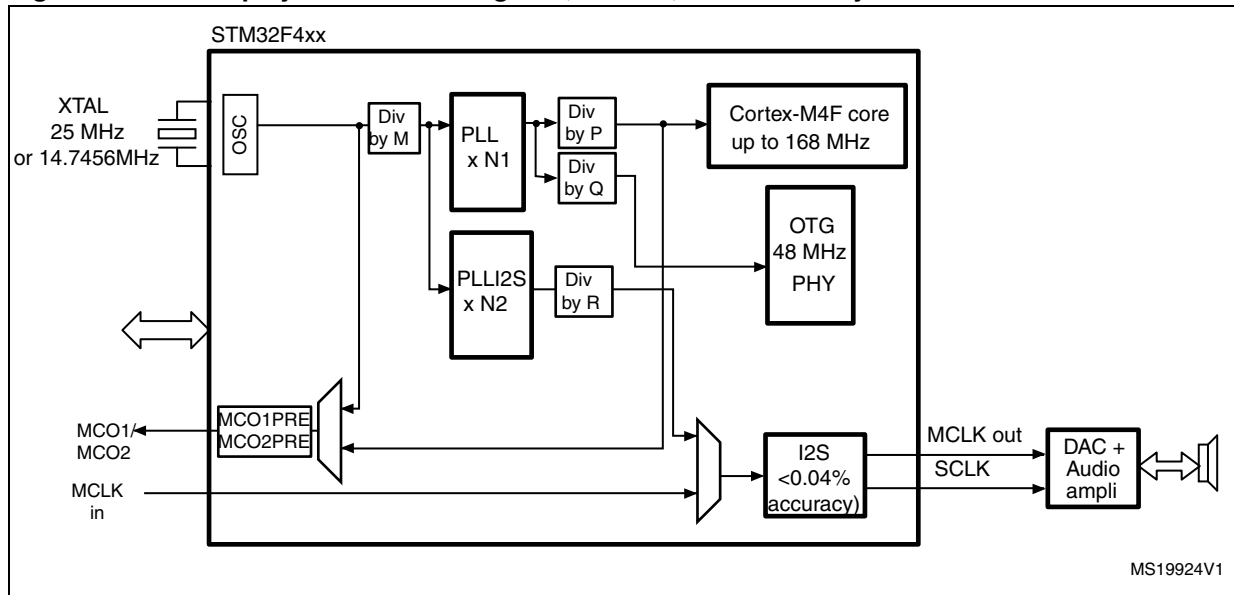 STM32F4xx
XTAL
25 MHz
or 14.7456MHz
OSC
Div
by M
PLL
x N1
Div
by P
Div
by Q
Cortex-M4F core
up to 168 MHz
OTG
48 MHz
PHY
PLLI2S
x N2
Div
by R
MCO1/
MCO2
MCO1PRE
MCO2PRE
MCLK
in
I2S
<0.04%
accuracy)
MCLK out
SCLK
DAC +
Audio
ampli
MS19924V1